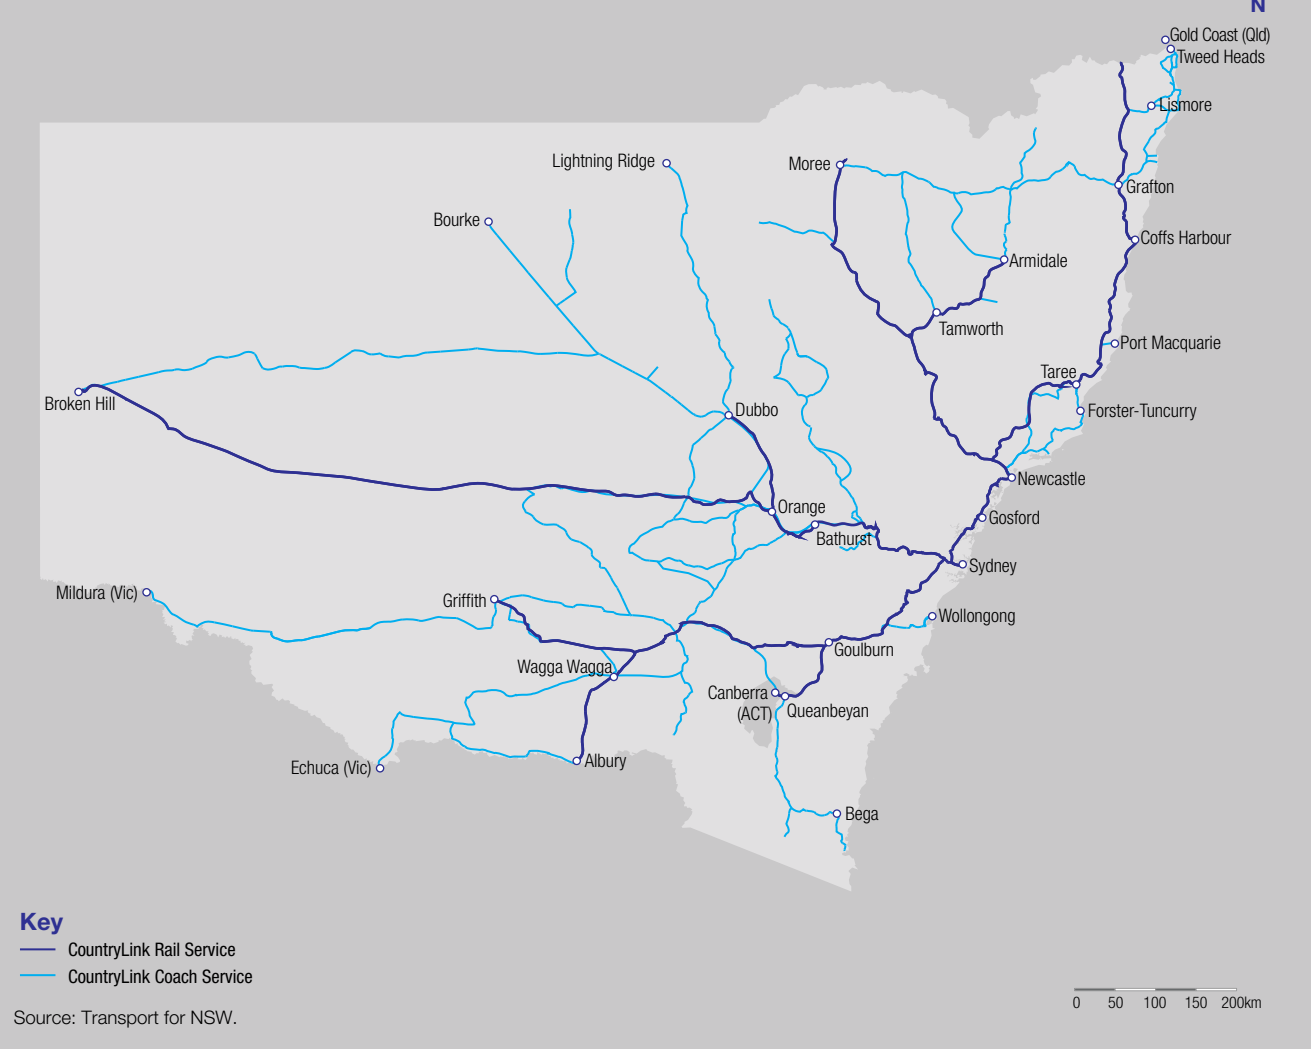 N
Gold Coast (Qld)
Tweed Heads
Lismore
Lightning Ridge
Moree
Grafton
Bourke
Coffs Harbour
Armidale
Tamworth
Port Macquarie
Taree
Broken Hill
Dubbo
Forster-Tuncurry
Newcastle
Orange
Gosford
Bathurst
Sydney
Mildura (Vic)
Griffith
Wollongong
Goulburn
Wagga Wagga
Canberra
(ACT)
Queanbeyan
Echuca (Vic)
Albury
Bega
Key
CountryLink Rail Service
CountryLink Coach Service
0 50 100 150 200km
Source: Transport for NSW.